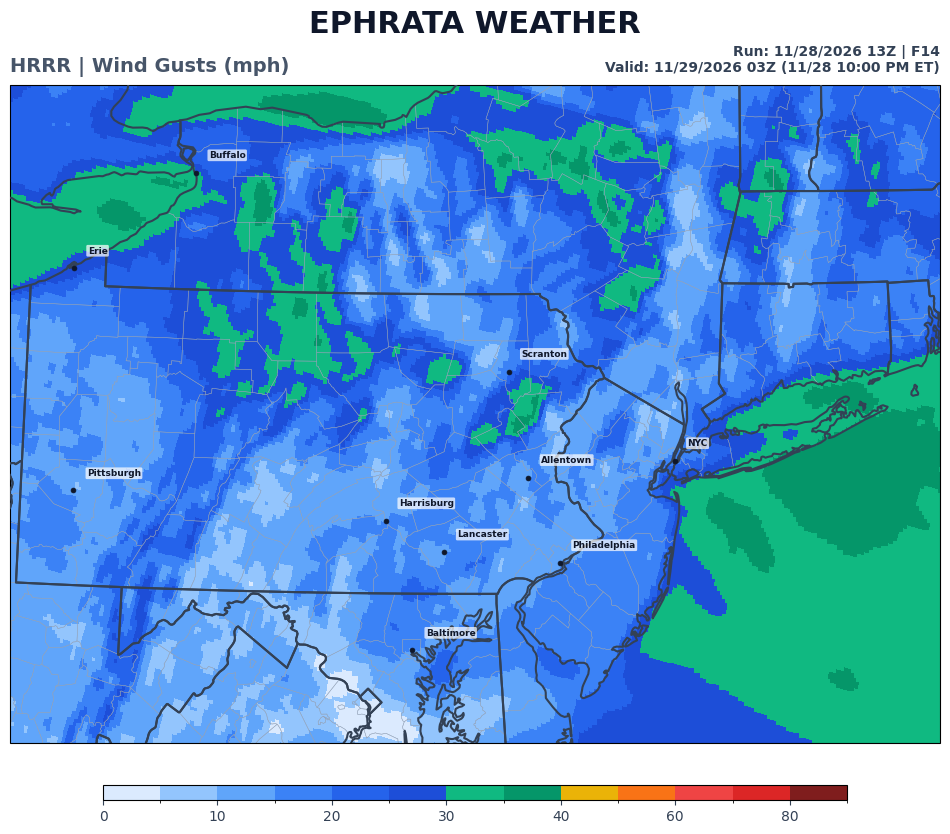 EPHRATA WEATHER
HRRR | Wind Gusts (mph)
Run: 11/28/2026 13Z | F14
Valid: 11/29/2026 03Z (11/28 10:00 PM ET)
Buffalo
Erie
Scranton
NYC
Allentown
Pittsburgh
Harrisburg
Lancaster
Philadelphia
Baltimore
0 10 20 30 40 50 60 70 80